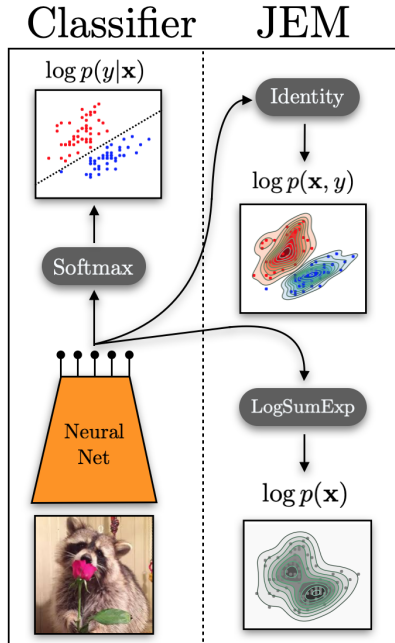 Classifier
JEM
log p(y|x)
Identity
log p(x, y)
Softmax
LogSumExp
Neural
Net
log p(x)